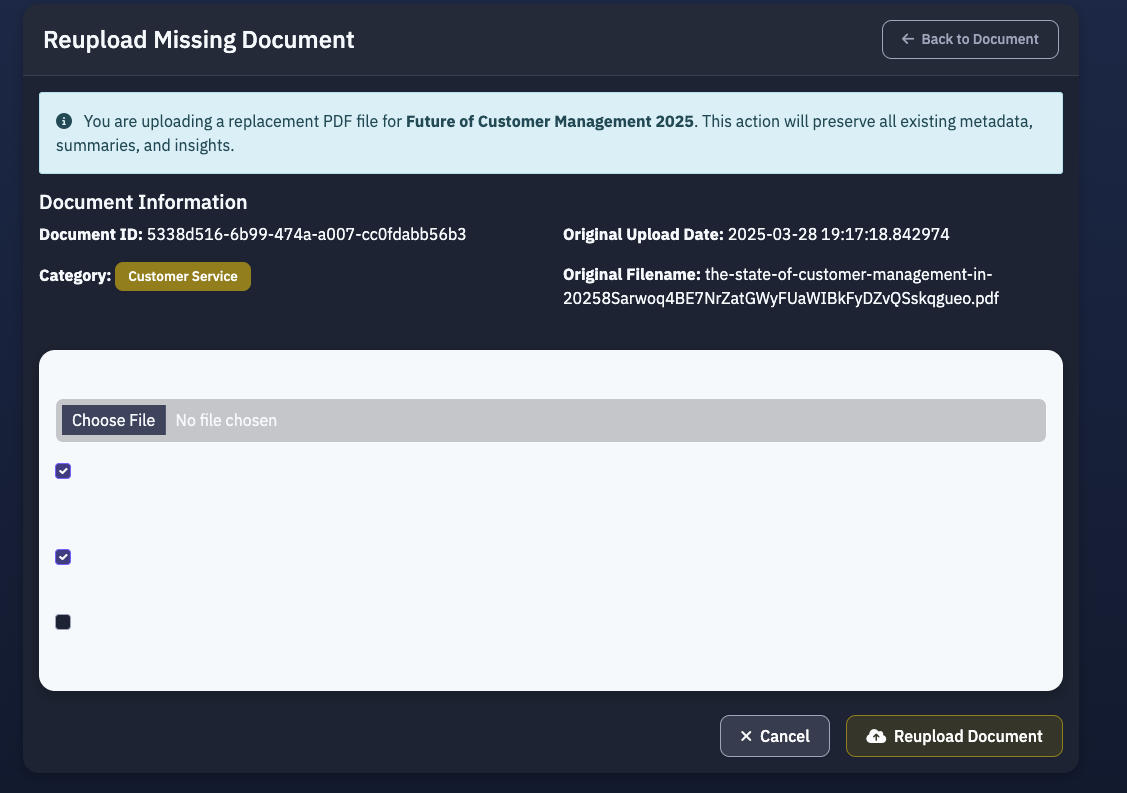 Reupload Missing Document
Back to Document
You are uploading a replacement PDF file for Future of Customer Management 2025. This action will preserve all existing metadata,
summaries, and insights.
Document Information
Document ID: 5338d516-6b99-474a-a007-cc0fdabb56b3
Original Upload Date: 2025-03-28 19:17:18.842974
Category: Customer Service
Original Filename: the-state-of-customer-management-in-
20258Sarwoq4BE7NrZatGWyFUaWIBkFyDZvQSskqgueo.pdf
Choose File No file chosen
Cancel
Reupload Document